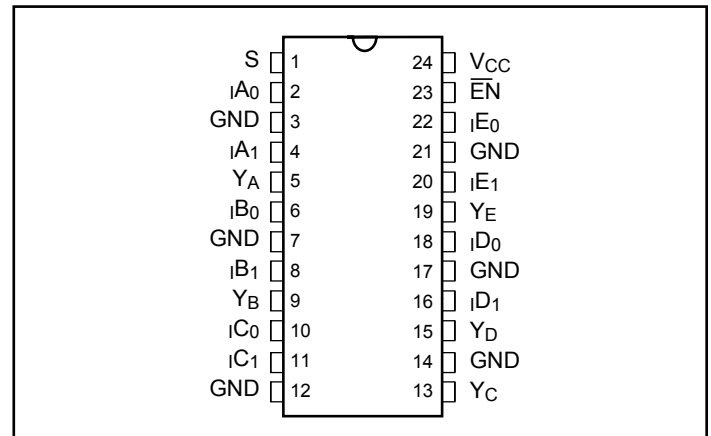 S 1 24 VCC
IA0 2 23 E̅N̅
GND 3 22 IE0
IA1 4 21 GND
YA 5 20 IE1
IB0 6 19 YE
GND 7 18 ID0
IB1 8 17 GND
YB 9 16 ID1
IC0 10 15 YD
IC1 11 14 GND
GND 12 13 YC